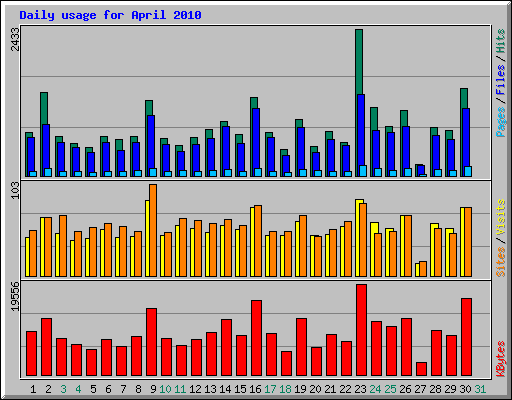 Daily usage for April 2010
2433
Pages / Files / Hits
103
Sites / Visits
19556
KBytes
1 2 3 4 5 6 7 8 9 10 11 12 13 14 15 16 17 18 19 20 21 22 23 24 25 26 27 28 29 30 31